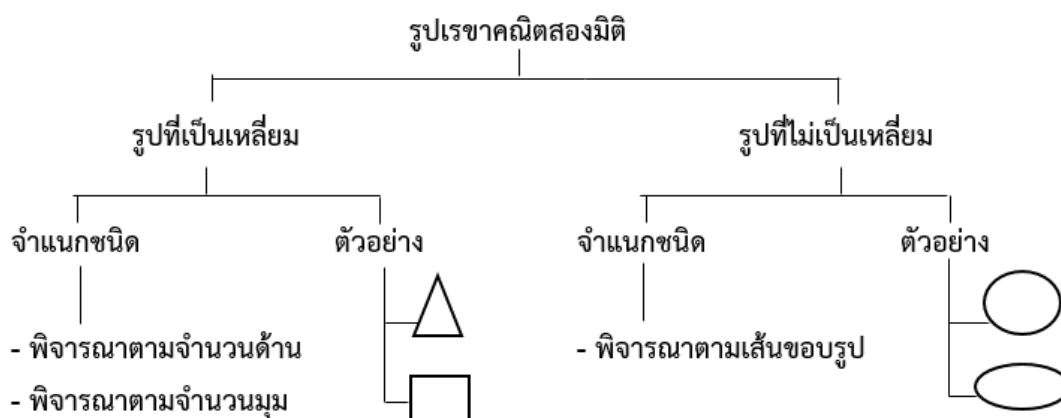 รูปเรขาคณิตสองมิติ
รูปที่เป็นเหลี่ยม
รูปที่ไม่เป็นเหลี่ยม
จำแนกชนิด
ตัวอย่าง
จำแนกชนิด
ตัวอย่าง
- พิจารณาตามจำนวนด้าน
- พิจารณาตามจำนวนมุม
- พิจารณาตามเส้นขอบรูป